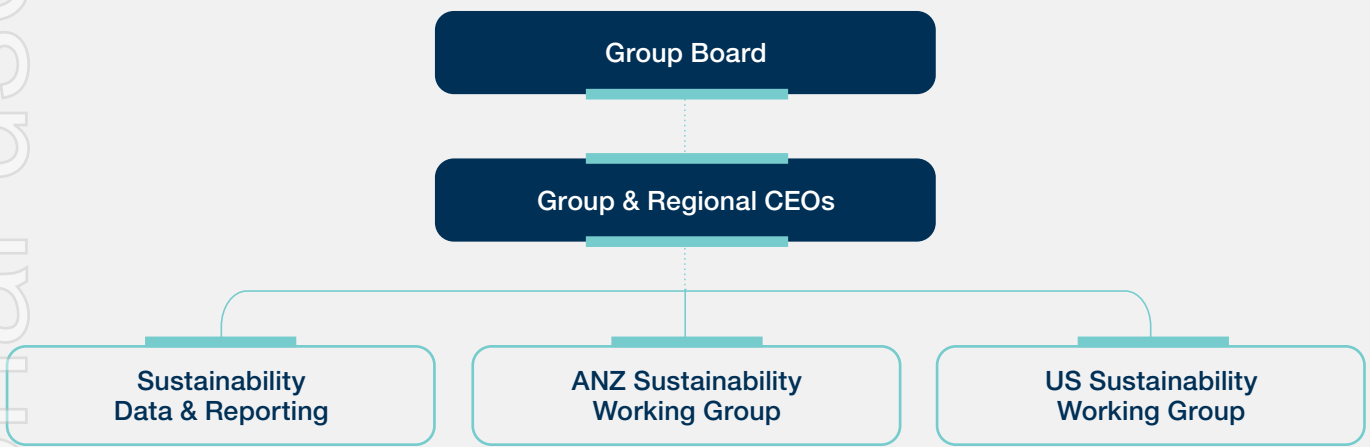 Group Board
Group & Regional CEOs
Sustainability
Data & Reporting
ANZ Sustainability
Working Group
US Sustainability
Working Group